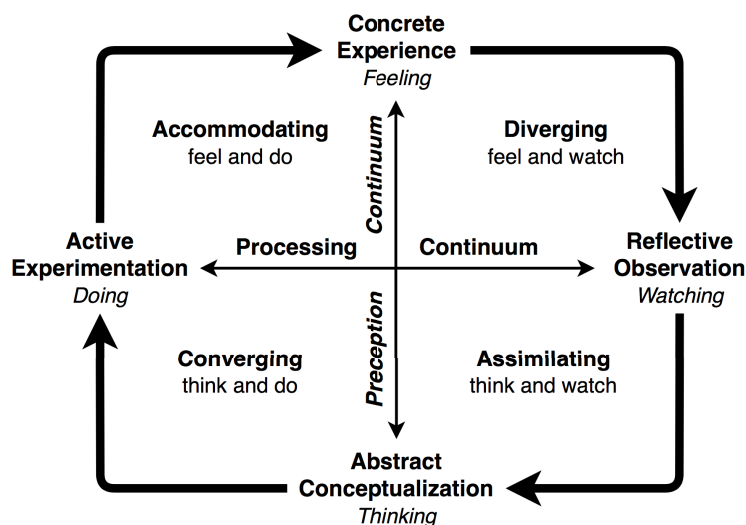 Concrete
Experience
Feeling
Accommodating
feel and do
Continuum
Diverging
feel and watch
Active
Experimentation
Doing
Processing
Continuum
Reflective
Observation
Watching
Converging
think and do
Preception
Assimilating
think and watch
Abstract
Conceptualization
Thinking